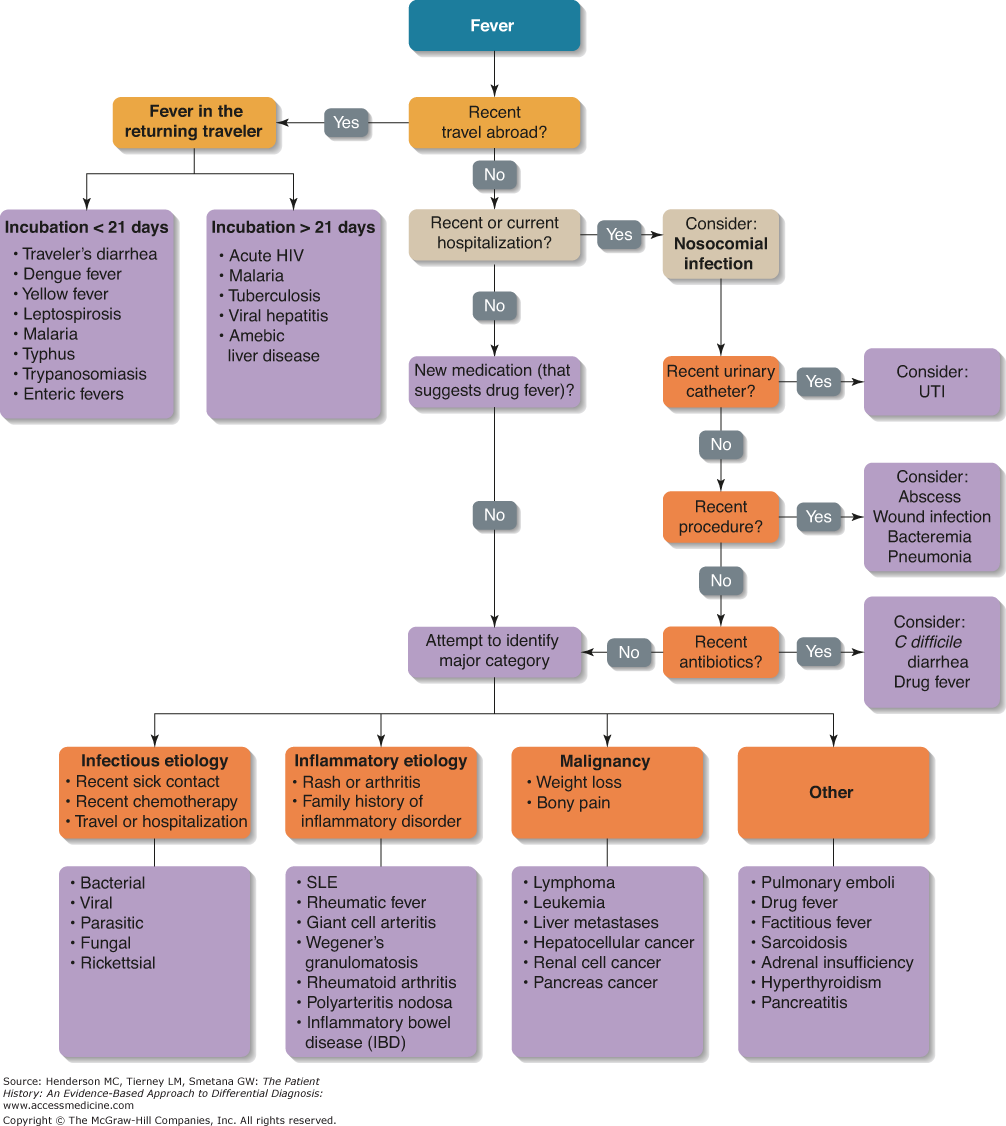 Fever
Recent
travel abroad?
Yes
Fever in the
returning traveler
Incubation < 21 days
• Traveler's diarrhea
• Dengue fever
• Yellow fever
• Leptospirosis
• Malaria
• Typhus
• Trypanosomiasis
• Enteric fevers
Incubation > 21 days
• Acute HIV
• Malaria
• Tuberculosis
• Viral hepatitis
• Amebic
liver disease
No
Recent or current
hospitalization?
Yes
Consider:
Nosocomial
infection
No
New medication (that
suggests drug fever)?
Recent urinary
catheter?
Yes
Consider:
UTI
No
Recent
procedure?
Yes
Consider:
Abscess
Wound infection
Bacteremia
Pneumonia
No
No
Recent
antibiotics?
Yes
Consider:
C difficile
diarrhea
Drug fever
No
Attempt to identify
major category
Infectious etiology
• Recent sick contact
• Recent chemotherapy
• Travel or hospitalization
• Bacterial
• Viral
• Parasitic
• Fungal
• Rickettsial
Inflammatory etiology
• Rash or arthritis
• Family history of
inflammatory disorder
• SLE
• Rheumatic fever
• Giant cell arteritis
• Wegener's
granulomatosis
• Rheumatoid arthritis
• Polyarteritis nodosa
• Inflammatory bowel
disease (IBD)
Malignancy
• Weight loss
• Bony pain
• Lymphoma
• Leukemia
• Liver metastases
• Hepatocellular cancer
• Renal cell cancer
• Pancreas cancer
Other
• Pulmonary emboli
• Drug fever
• Factitious fever
• Sarcoidosis
• Adrenal insufficiency
• Hyperthyroidism
• Pancreatitis
Source: Henderson MC, Tierney LM, Smetana GW: The Patient
History: An Evidence-Based Approach to Differential Diagnosis:
www.accessmedicine.com
Copyright © The McGraw-Hill Companies, Inc. All rights reserved.